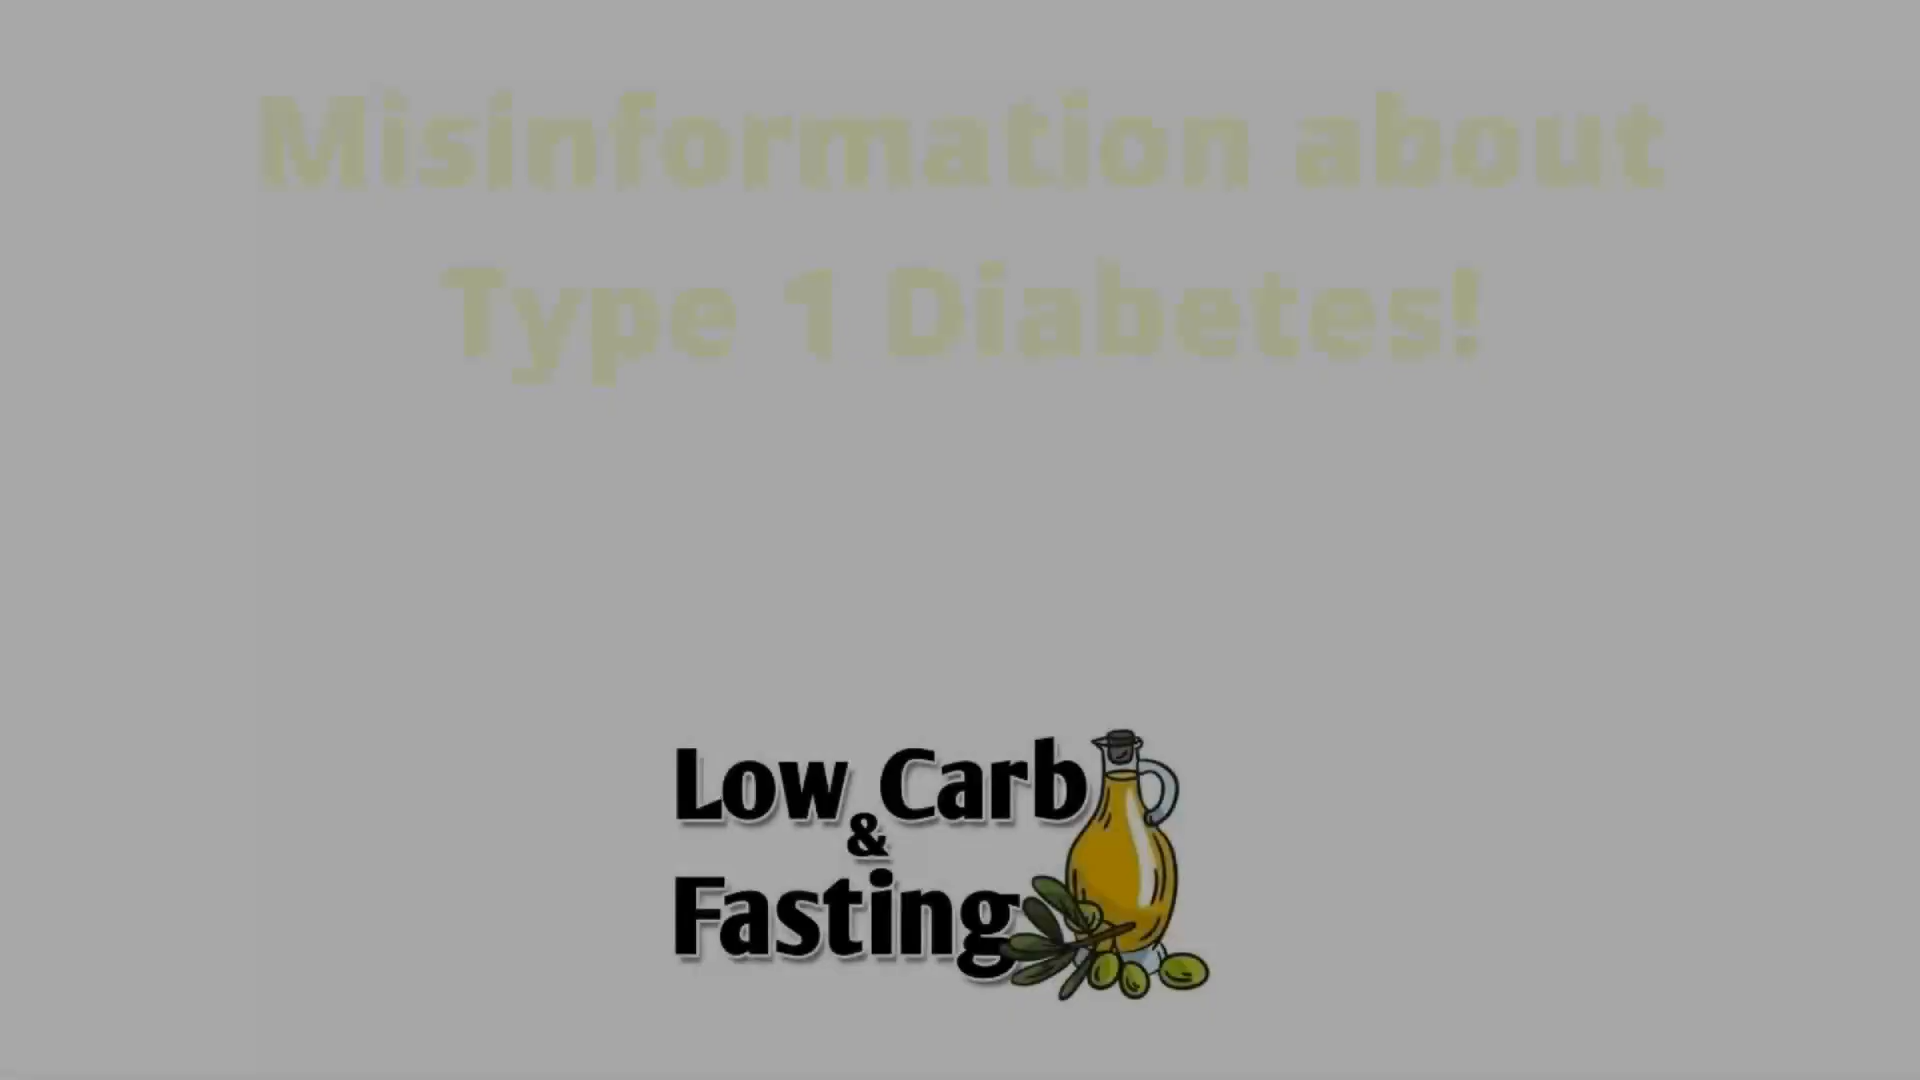 Misinformation about
Type 1 Diabetes!
Low Carb
&
Fasting